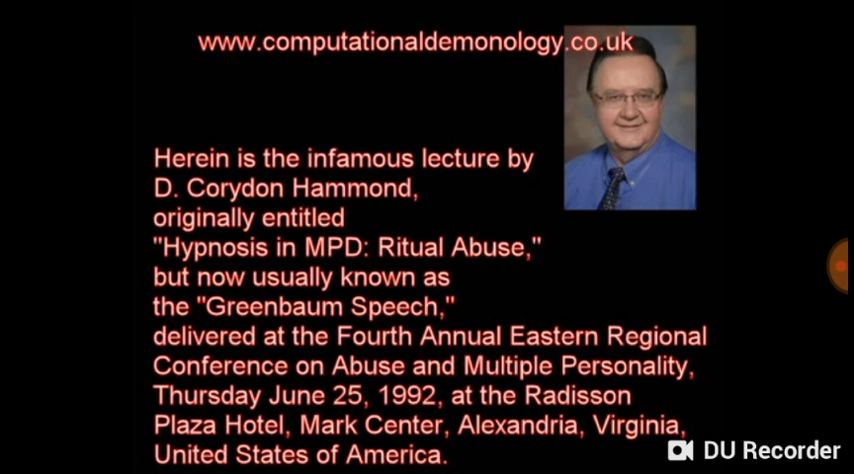 www.computationaldemonology.co.uk
Herein is the infamous lecture by
D. Corydon Hammond,
originally entitled
"Hypnosis in MPD: Ritual Abuse,"
but now usually known as
the "Greenbaum Speech,"
delivered at the Fourth Annual Eastern Regional
Conference on Abuse and Multiple Personality,
Thursday June 25, 1992, at the Radisson
Plaza Hotel, Mark Center, Alexandria, Virginia,
United States of America.
DU Recorder